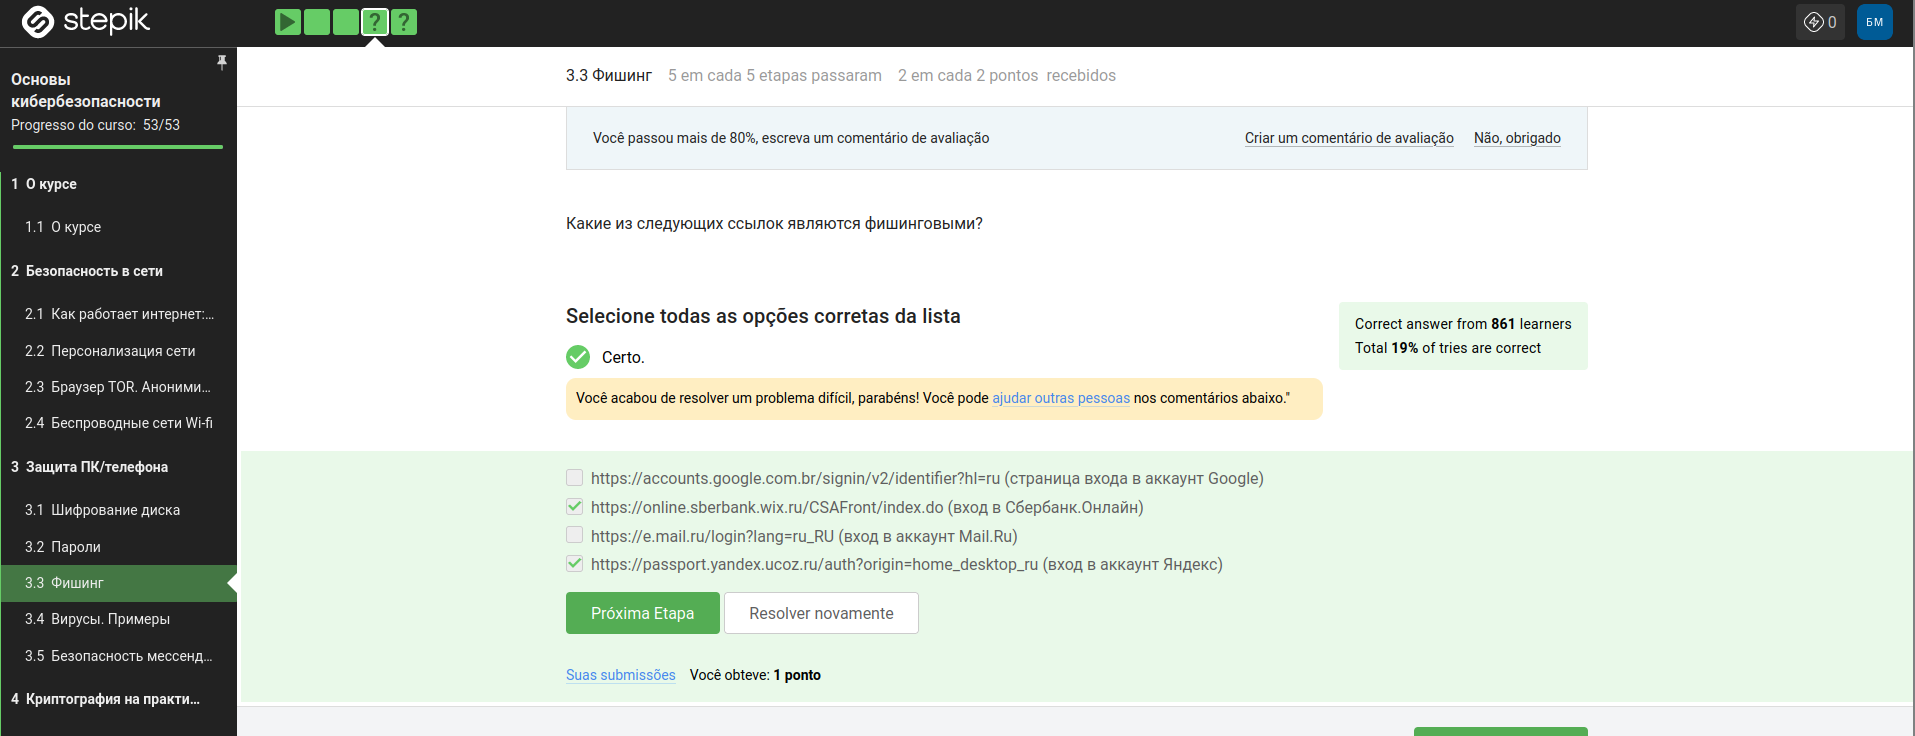 stepik
? ?
0
БМ
Основы
кибербезопасности
Progresso do curso: 53/53
1 О курсе
1.1 О курсе
2 Безопасность в сети
2.1 Как работает интернет:...
2.2 Персонализация сети
2.3 Браузер TOR. Аноними...
2.4 Беспроводные сети Wi-fi
3 Защита ПК/телефона
3.1 Шифрование диска
3.2 Пароли
3.3 Фишинг
3.4 Вирусы. Примеры
3.5 Безопасность мессенд...
4 Криптография на практи...
3.3 Фишинг 5 em cada 5 etapas passaram 2 em cada 2 pontos recebidos
Você passou mais de 80%, escreva um comentário de avaliação Criar um comentário de avaliação Não, obrigado
Какие из следующих ссылок являются фишинговыми?
Selecione todas as opções corretas da lista
Correct answer from 861 learners
Total 19% of tries are correct
Certo.
Você acabou de resolver um problema difícil, parabéns! Você pode ajudar outras pessoas nos comentários abaixo."
https://accounts.google.com.br/signin/v2/identifier?hl=ru (страница входа в аккаунт Google)
https://online.sberbank.wix.ru/CSAFront/index.do (вход в Сбербанк.Онлайн)
https://e.mail.ru/login?lang=ru_RU (вход в аккаунт Mail.Ru)
https://passport.yandex.ucoz.ru/auth?origin=home_desktop_ru (вход в аккаунт Яндекс)
Próxima Etapa Resolver novamente
Suas submissões Você obteve: 1 ponto